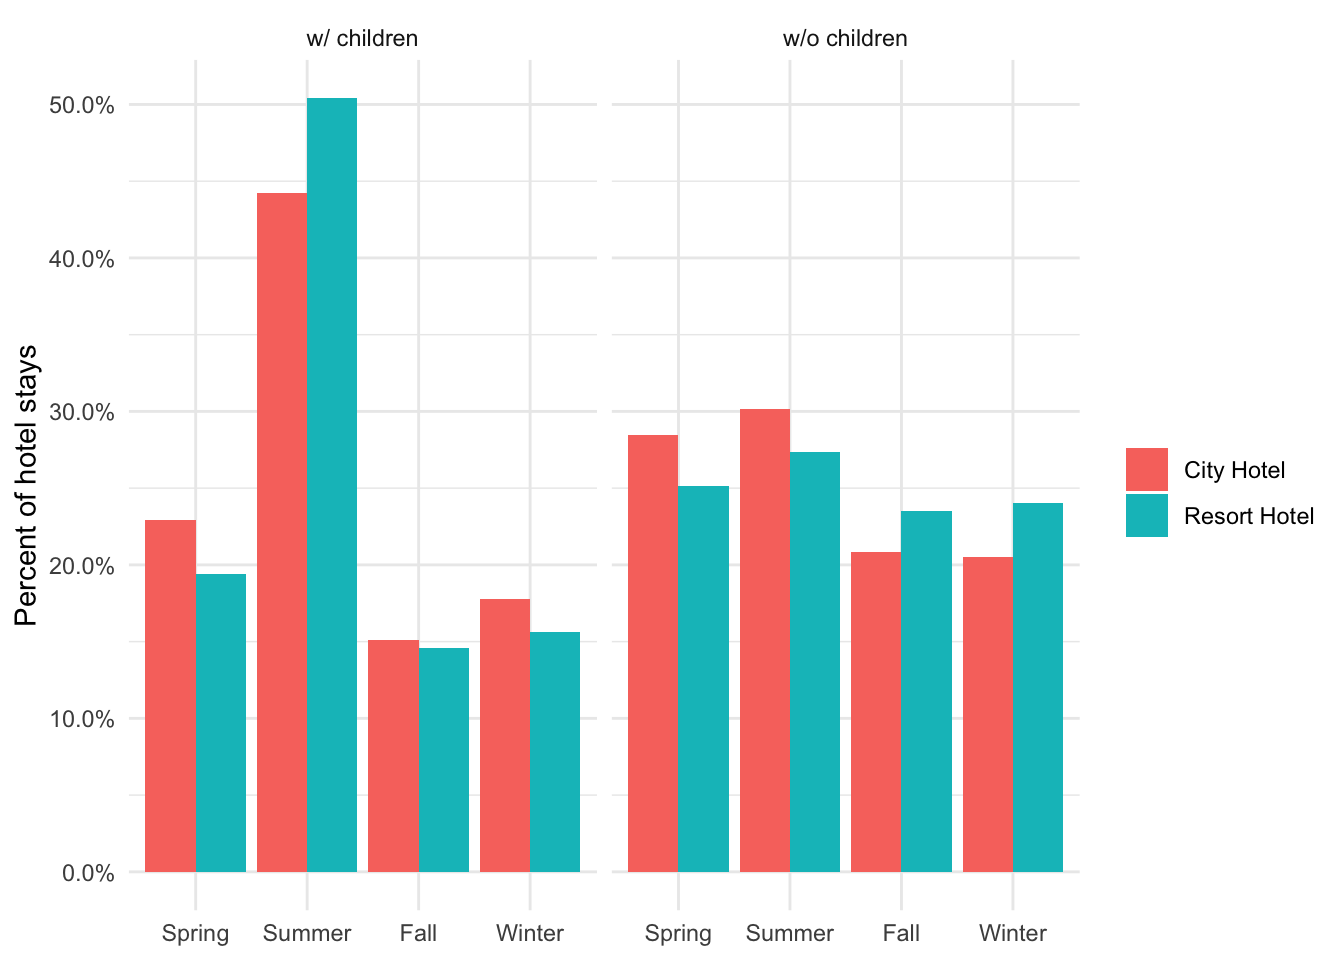 w/ children
w/o children
Percent of hotel stays
50.0%
40.0%
30.0%
20.0%
10.0%
0.0%
Spring Summer Fall Winter
Spring Summer Fall Winter
City Hotel
Resort Hotel